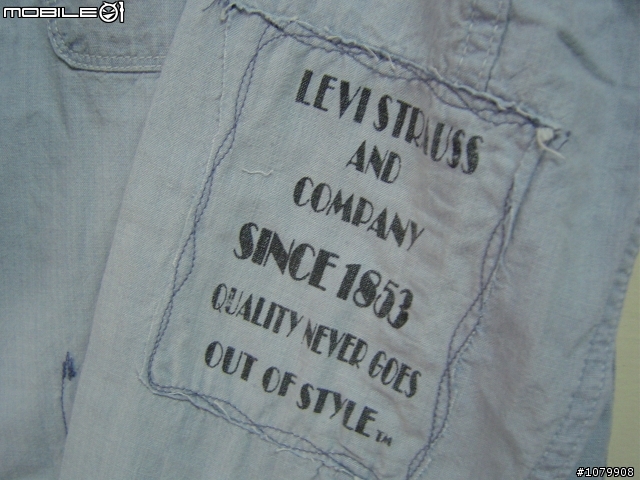 MOBILE01
LEVI STRAUSS
AND
COMPANY
SINCE 1853
QUALITY NEVER GOES
OUT OF STYLE™
#1079908